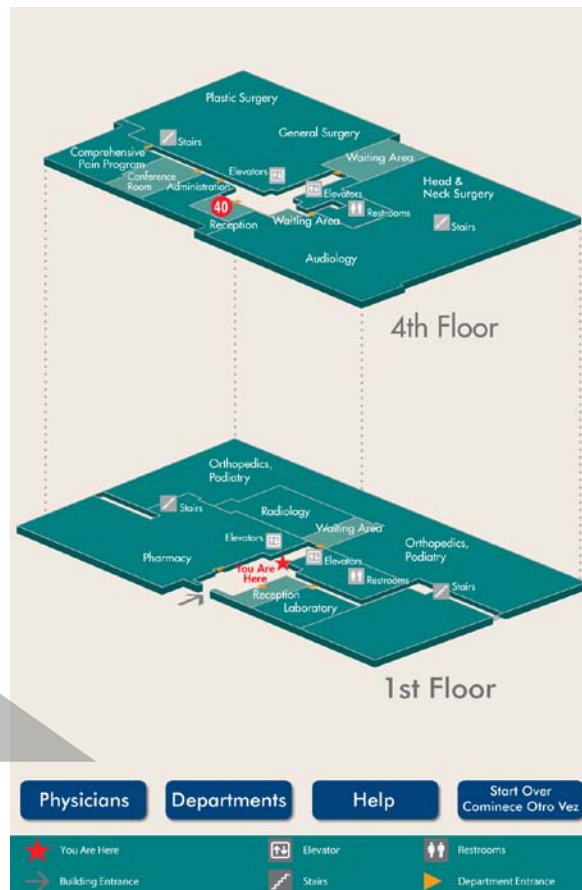 Plastic Surgery
General Surgery
Stairs
Waiting Area
Comprehensive
Pain Program
Elevators
Conference
Room
Administration
Elevators
Head &
Neck Surgery
40
Restrooms
Reception
Waiting Area
Stairs
Audiology
4th Floor
Orthopedics,
Podiatry
Stairs
Radiology
Waiting Area
Elevators
Orthopedics,
Podiatry
Pharmacy
Elevators
You Are
Here
Restrooms
Stairs
Reception
Laboratory
1st Floor
Physicians
Departments
Help
Start Over
Cominece Otro Vez
You Are Here
Elevator
Restrooms
Building Entrance
Stairs
Department Entrance